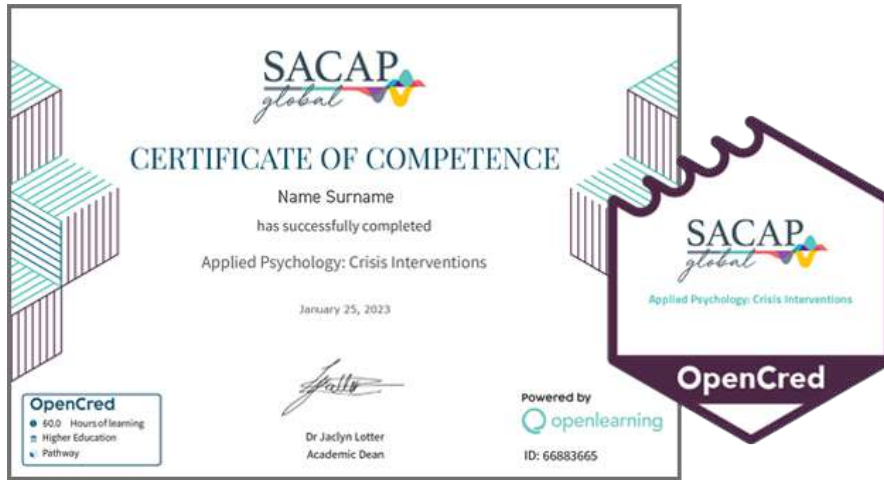 SACAP
global
CERTIFICATE OF COMPETENCE
Name Surname
has successfully completed
Applied Psychology: Crisis Interventions
January 25, 2023
OpenCred
60.0 Hours of learning
Higher Education
Pathway
Dr Jaclyn Lotter
Academic Dean
Powered by
openlearning
ID: 66883665
SACAP
global
Applied Psychology: Crisis Interventions
OpenCred